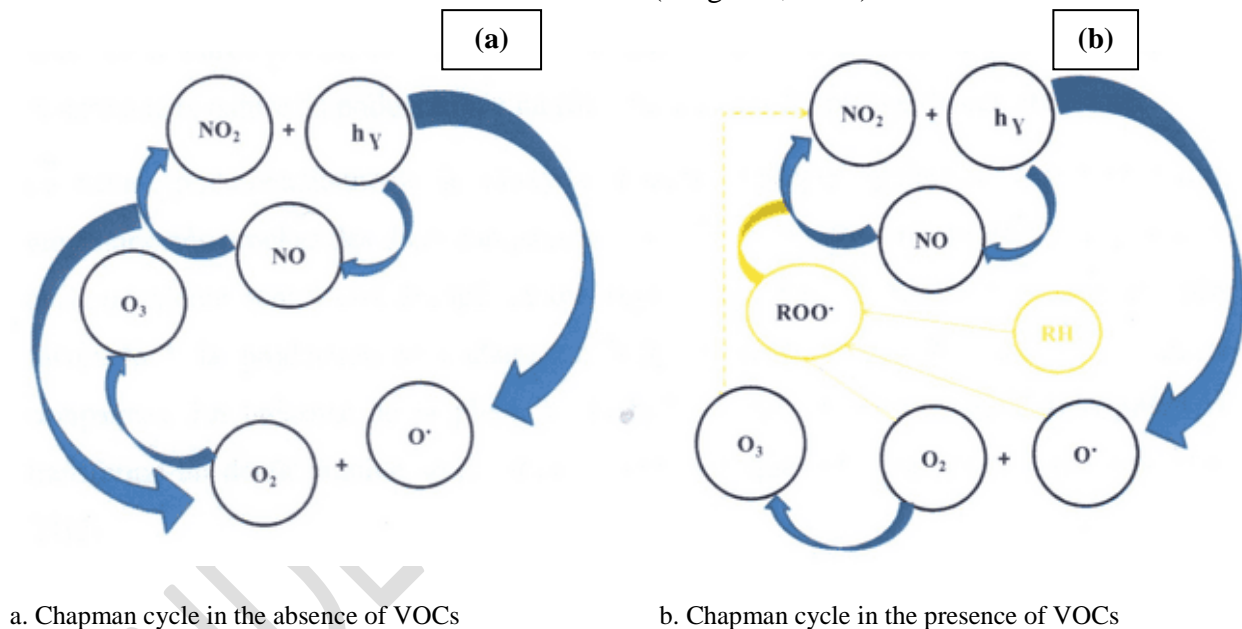 (a)
NO₂ + hγ
NO
O₃
O₂ + O·
a. Chapman cycle in the absence of VOCs
(b)
NO₂ + hγ
NO
ROO·
RH
O₃
O₂ + O·
b. Chapman cycle in the presence of VOCs